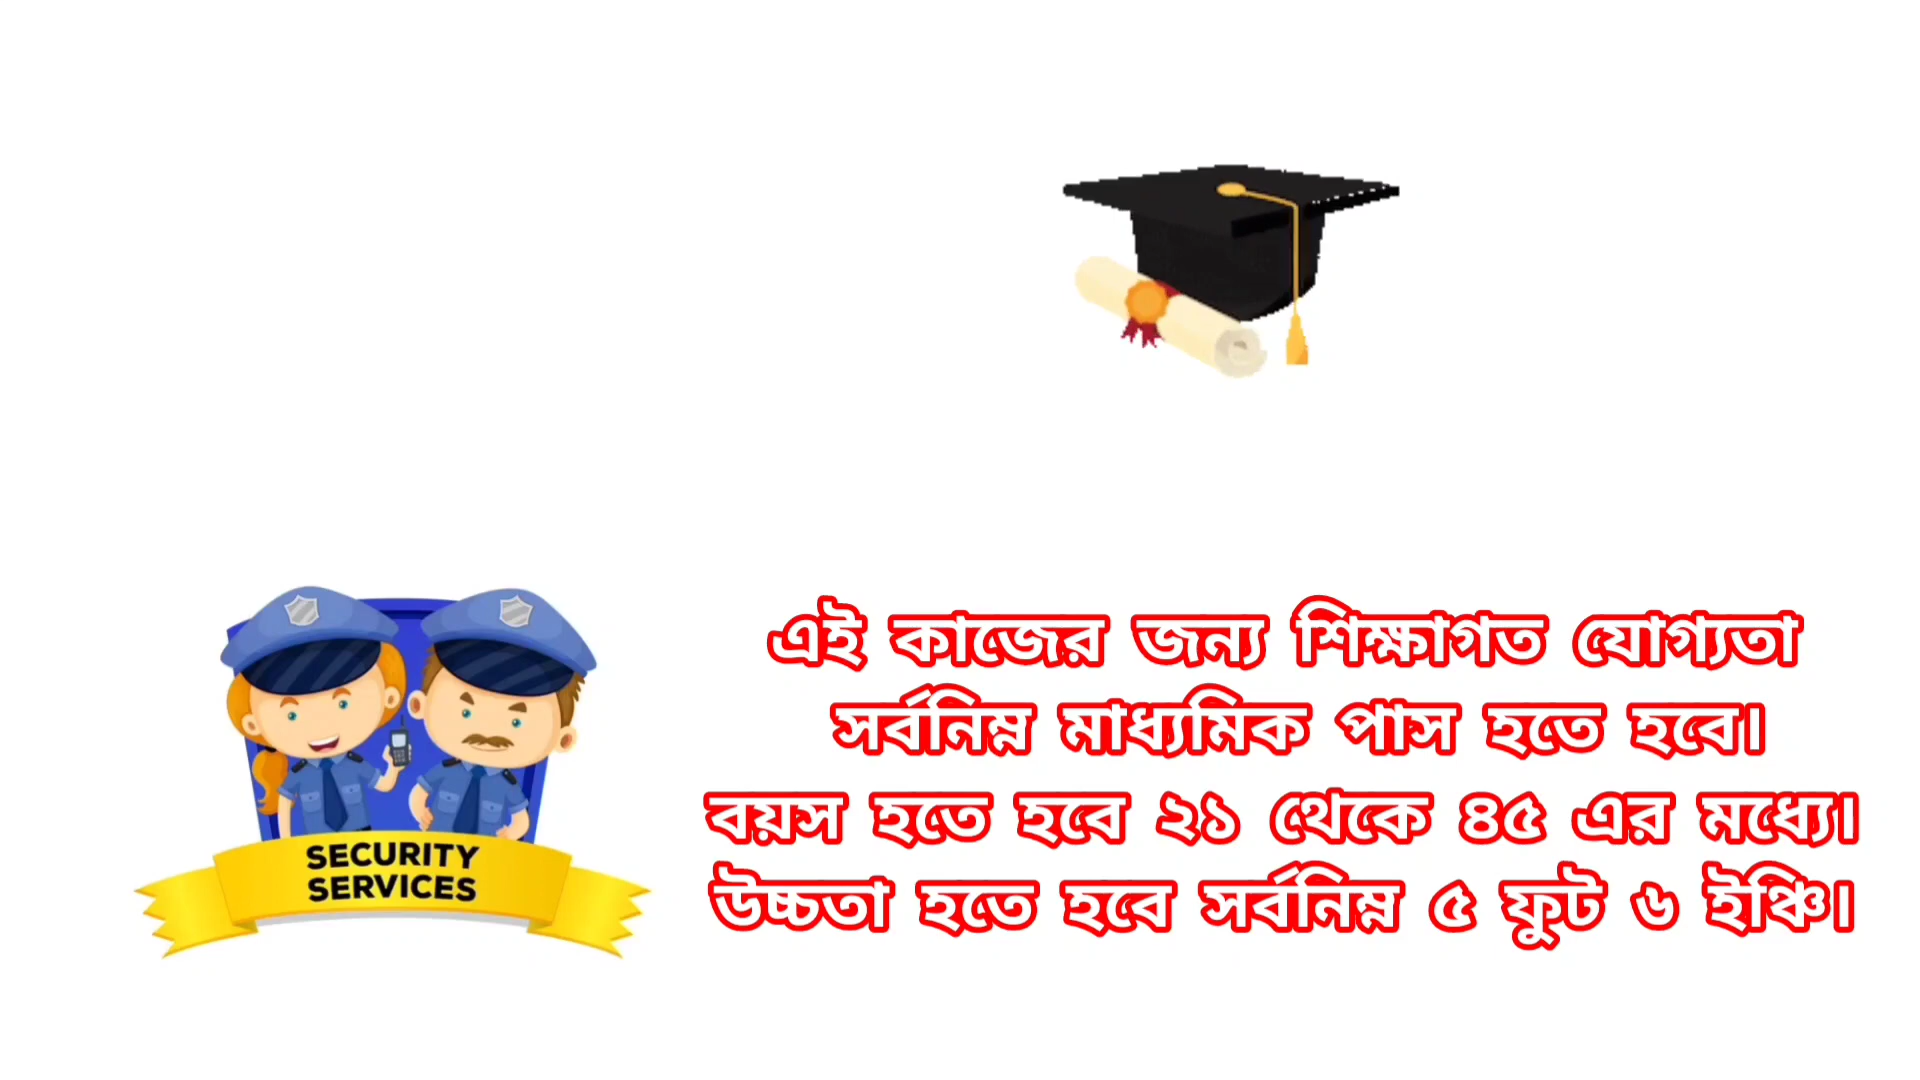 এই কাজের জন্য শিক্ষাগত যোগ্যতা
সর্বনিম্ন মাধ্যমিক পাস হতে হবে।
বয়স হতে হবে ২১ থেকে ৪৫ এর মধ্যে।
উচ্চতা হতে হবে সর্বনিম্ন ৫ ফুট ৬ ইঞ্চি।
SECURITY
SERVICES